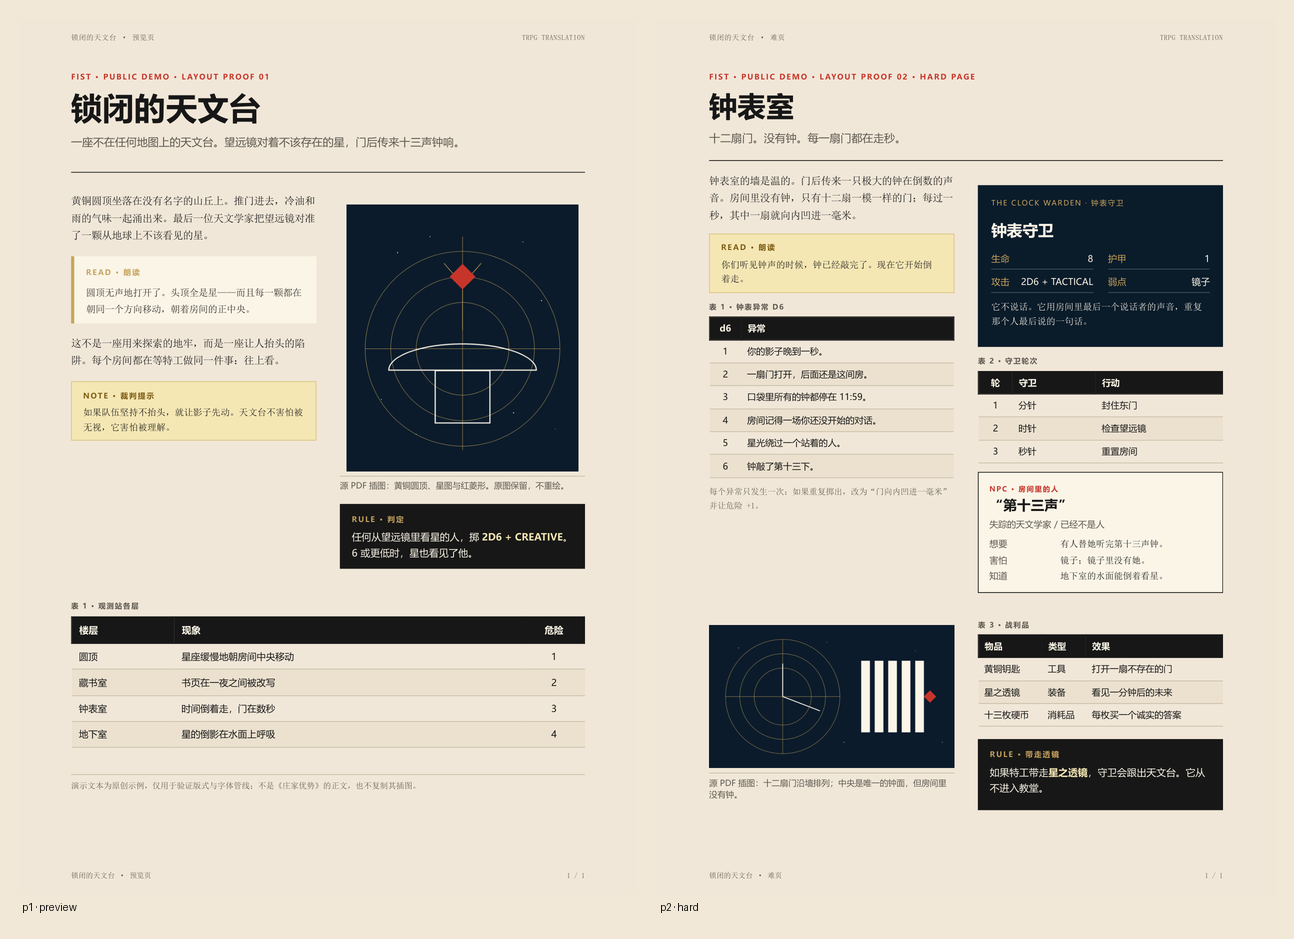 锁闭的天文台 • 预览页
TRPG TRANSLATION
FIST • PUBLIC DEMO • LAYOUT PROOF 01
锁闭的天文台
一座不在任何地图上的天文台。望远镜对着不该存在的星，门后传来十三声钟响。
黄铜圆顶坐落在没有名字的山丘上。推门进去，冷油和
雨的气味一起涌出来。最后一位天文学家把望远镜对准
了一颗从地球上不该看见的星。
READ • 朗读
圆顶无声地打开了。头顶全是星——而且每一颗都在
朝同一个方向移动，朝着房间的正中央。
这不是一座用来探索的地牢，而是一座让人抬头的陷
阱。每个房间都在等特工做同一件事：往上看。
NOTE • 裁判提示
如果队伍坚持不抬头，就让影子先动。天文台不害怕被
无视，它害怕被理解。
源 PDF 插图：黄铜圆顶、星图与红菱形。原图保留，不重绘。
RULE • 判定
任何从望远镜里看星的人，掷 2D6 + CREATIVE。
6 或更低时，星也看见了他。
表 1 • 观测站各层
楼层 现象 危险
圆顶 星座缓慢地朝房间中央移动 1
藏书室 书页在一夜之间被改写 2
钟表室 时间倒着走，门在数秒 3
地下室 星的倒影在水面上呼吸 4
演示文本为原创示例，仅用于验证版式与字体管线；不是《庄家优势》的正文，也不复制其插图。
锁闭的天文台 • 预览页
1 / 1
p1·preview
锁闭的天文台 • 难页
TRPG TRANSLATION
FIST • PUBLIC DEMO • LAYOUT PROOF 02 • HARD PAGE
钟表室
十二扇门。没有钟。每一扇门都在走秒。
钟表室的墙是温的。门后传来一只极大的钟在倒数的声
音。房间里没有钟，只有十二扇一模一样的门；每过一
秒，其中一扇就向内凹进一毫米。
READ • 朗读
你们听见钟声的时候，钟已经敲完了。现在它开始倒
着走。
表 1 • 钟表异常 D6
d6 异常
1 你的影子晚到一秒。
2 一扇门打开，后面还是这间房。
3 口袋里所有的钟都停在 11:59。
4 房间记得一场你还没开始的对话。
5 星光绕过一个站着的人。
6 钟敲了第十三下。
每个异常只发生一次；如果重复掷出，改为“门向内凹进一毫米”
并让危险 +1。
源 PDF 插图：十二扇门沿墙排列；中央是唯一的钟面，但房间里
没有钟。
THE CLOCK WARDEN · 钟表守卫
钟表守卫
生命 8 护甲 1
攻击 2D6 + TACTICAL 弱点 镜子
它不说话。它用房间里最后一个说话者的声音，重复
那个人最后说的一句话。
表 2 • 守卫轮次
轮 守卫 行动
1 分针 封住东门
2 时针 检查望远镜
3 秒针 重置房间
NPC • 房间里的人
“第十三声”
失踪的天文学家 / 已经不是人
想要 有人替她听完第十三声钟。
害怕 镜子；镜子里没有她。
知道 地下室的水面能倒着看星。
表 3 • 战利品
物品 类型 效果
黄铜钥匙 工具 打开一扇不存在的门
星之透镜 装备 看见一分钟后的未来
十三枚硬币 消耗品 每枚买一个诚实的答案
RULE • 带走透镜
如果特工带走星之透镜，守卫会跟出天文台。它从
不进入教堂。
锁闭的天文台 • 难页
1 / 1
p2·hard